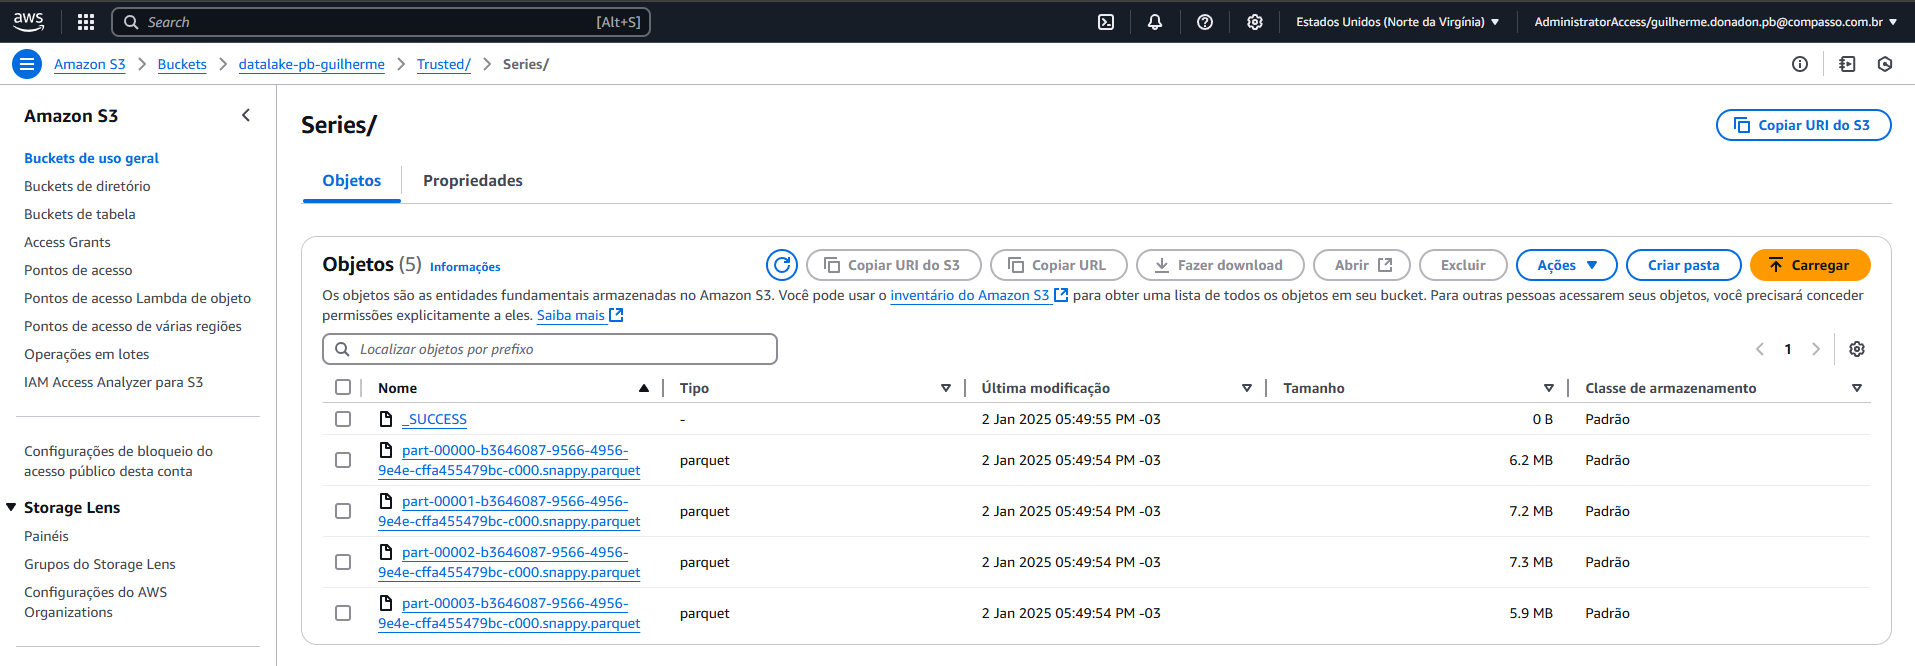 aws
Search
[Alt+S]
Estados Unidos (Norte da Virgínia)
AdministratorAccess/guilherme.donadon.pb@compasso.com.br
Amazon S3
Buckets
datalake-pb-guilherme
Trusted/
Series/
Amazon S3
Buckets de uso geral
Buckets de diretório
Buckets de tabela
Access Grants
Pontos de acesso
Pontos de acesso Lambda de objeto
Pontos de acesso de várias regiões
Operações em lotes
IAM Access Analyzer para S3
Configurações de bloqueio do
acesso público desta conta
Storage Lens
Painéis
Grupos do Storage Lens
Configurações do AWS
Organizations
Series/
Copiar URI do S3
Objetos
Propriedades
Objetos (5) Informações
Copiar URI do S3
Copiar URL
Fazer download
Abrir
Excluir
Ações
Criar pasta
Carregar
Os objetos são as entidades fundamentais armazenadas no Amazon S3. Você pode usar o inventário do Amazon S3 para obter uma lista de todos os objetos em seu bucket. Para outras pessoas acessarem seus objetos, você precisará conceder
permissões explicitamente a eles. Saiba mais
Localizar objetos por prefixo
1
Nome Tipo Última modificação Tamanho Classe de armazenamento
_SUCCESS - 2 Jan 2025 05:49:55 PM -03 0 B Padrão
part-00000-b3646087-9566-4956-
9e4e-cffa455479bc-c000.snappy.parquet parquet 2 Jan 2025 05:49:54 PM -03 6.2 MB Padrão
part-00001-b3646087-9566-4956-
9e4e-cffa455479bc-c000.snappy.parquet parquet 2 Jan 2025 05:49:54 PM -03 7.2 MB Padrão
part-00002-b3646087-9566-4956-
9e4e-cffa455479bc-c000.snappy.parquet parquet 2 Jan 2025 05:49:54 PM -03 7.3 MB Padrão
part-00003-b3646087-9566-4956-
9e4e-cffa455479bc-c000.snappy.parquet parquet 2 Jan 2025 05:49:54 PM -03 5.9 MB Padrão